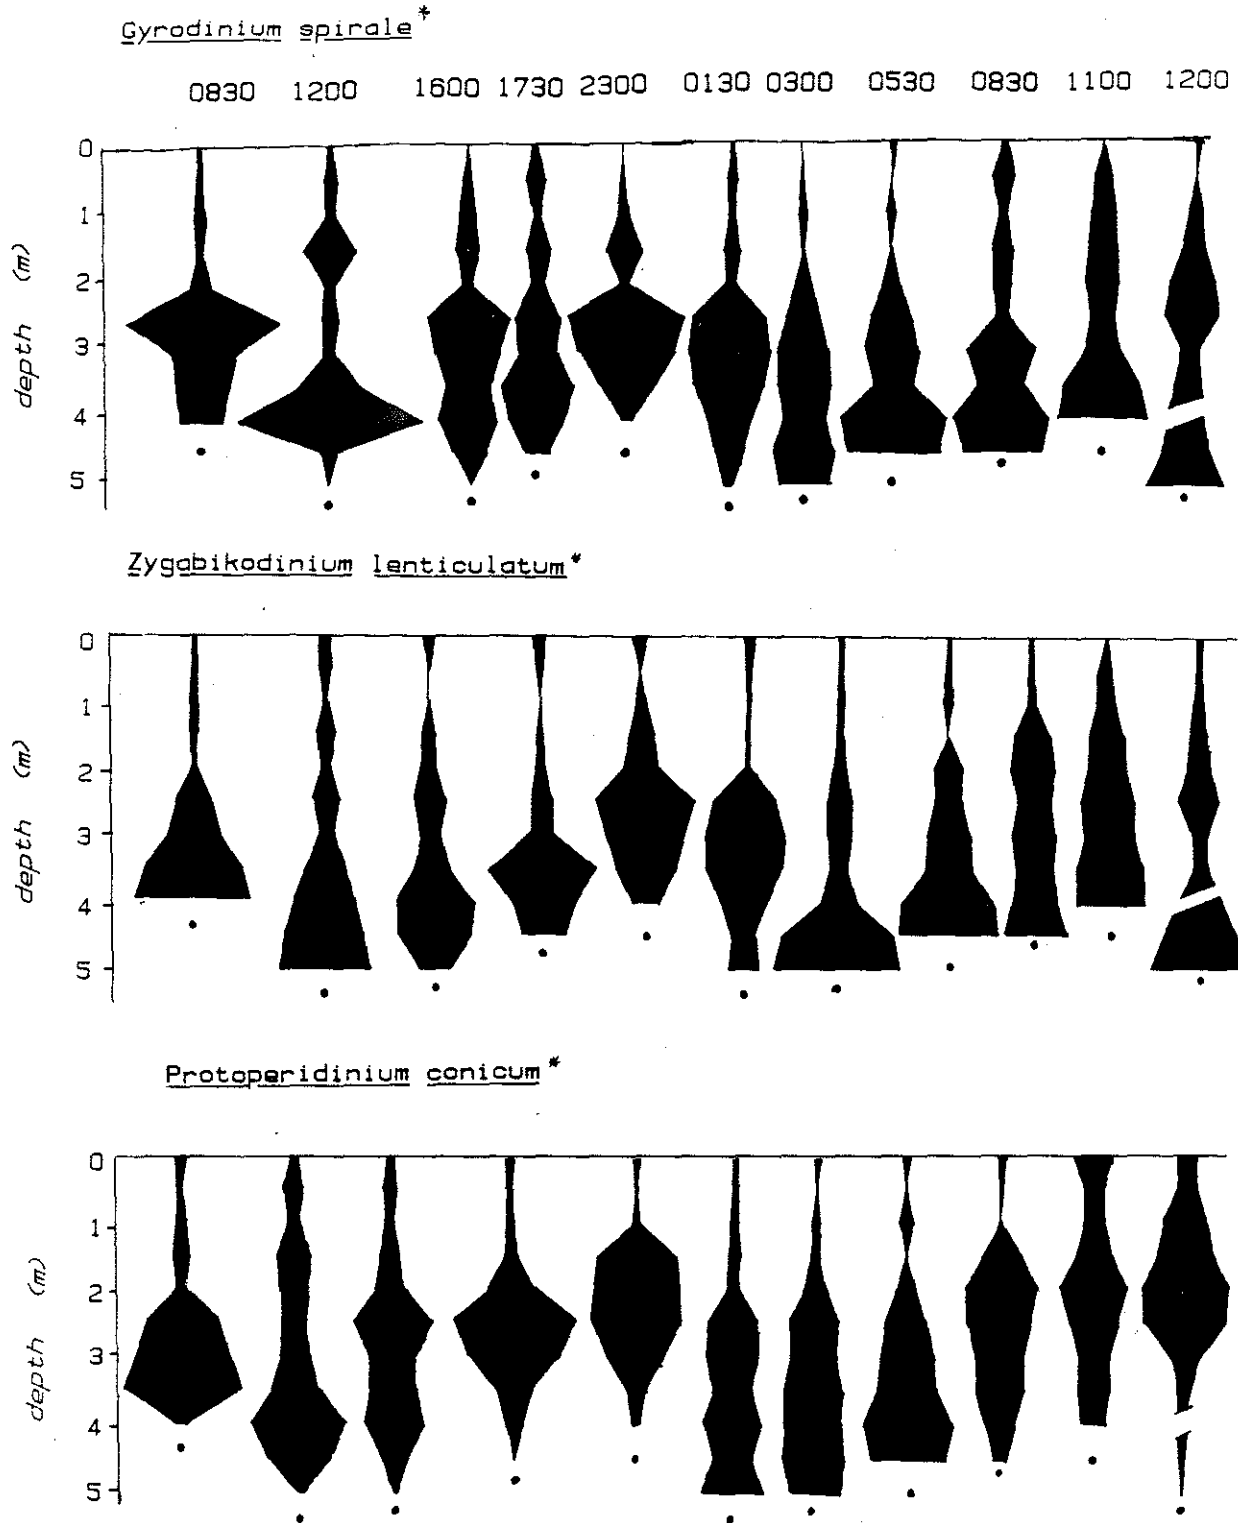 Gyrodinium spirale*
0830 1200 1600 1730 2300 0130 0300 0530 0830 1100 1200
0
1
2
3
4
5
depth (m)
Zygabikodinium lenticulatum*
0
1
2
3
4
5
depth (m)
Protoperidinium conicum*
0
1
2
3
4
5
depth (m)